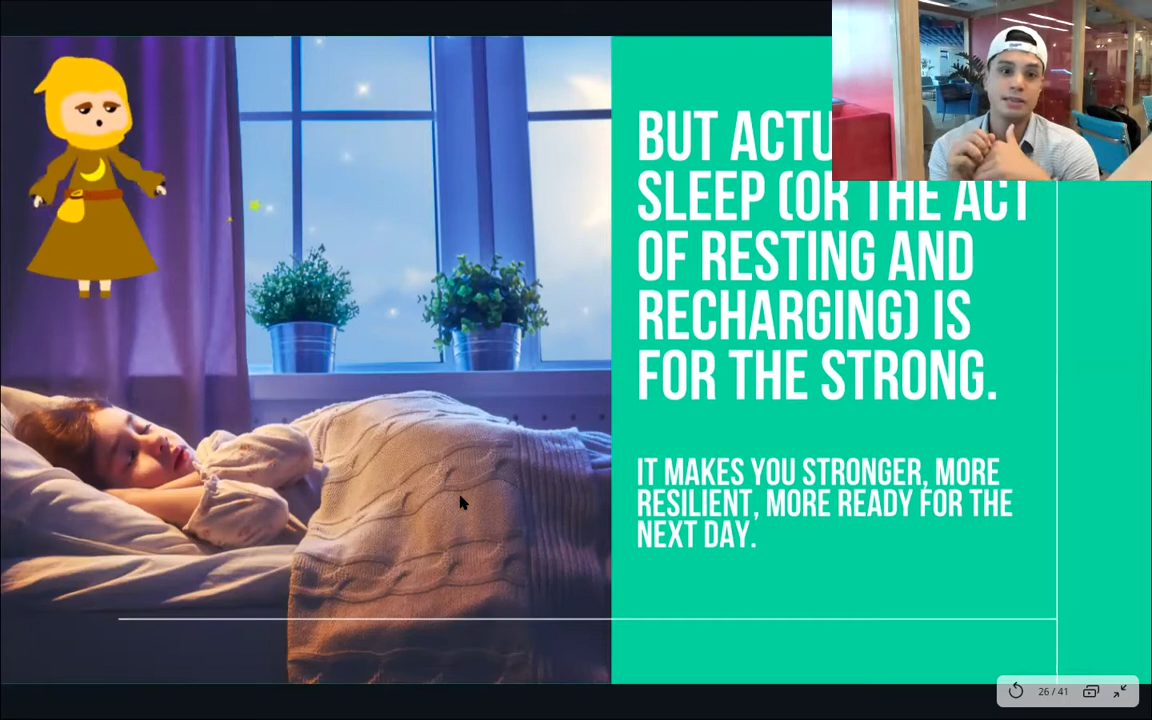 BUT ACTU
SLEEP (OR THE ACT
OF RESTING AND
RECHARGING) IS
FOR THE STRONG.
IT MAKES YOU STRONGER, MORE
RESILIENT, MORE READY FOR THE
NEXT DAY.
26 / 41